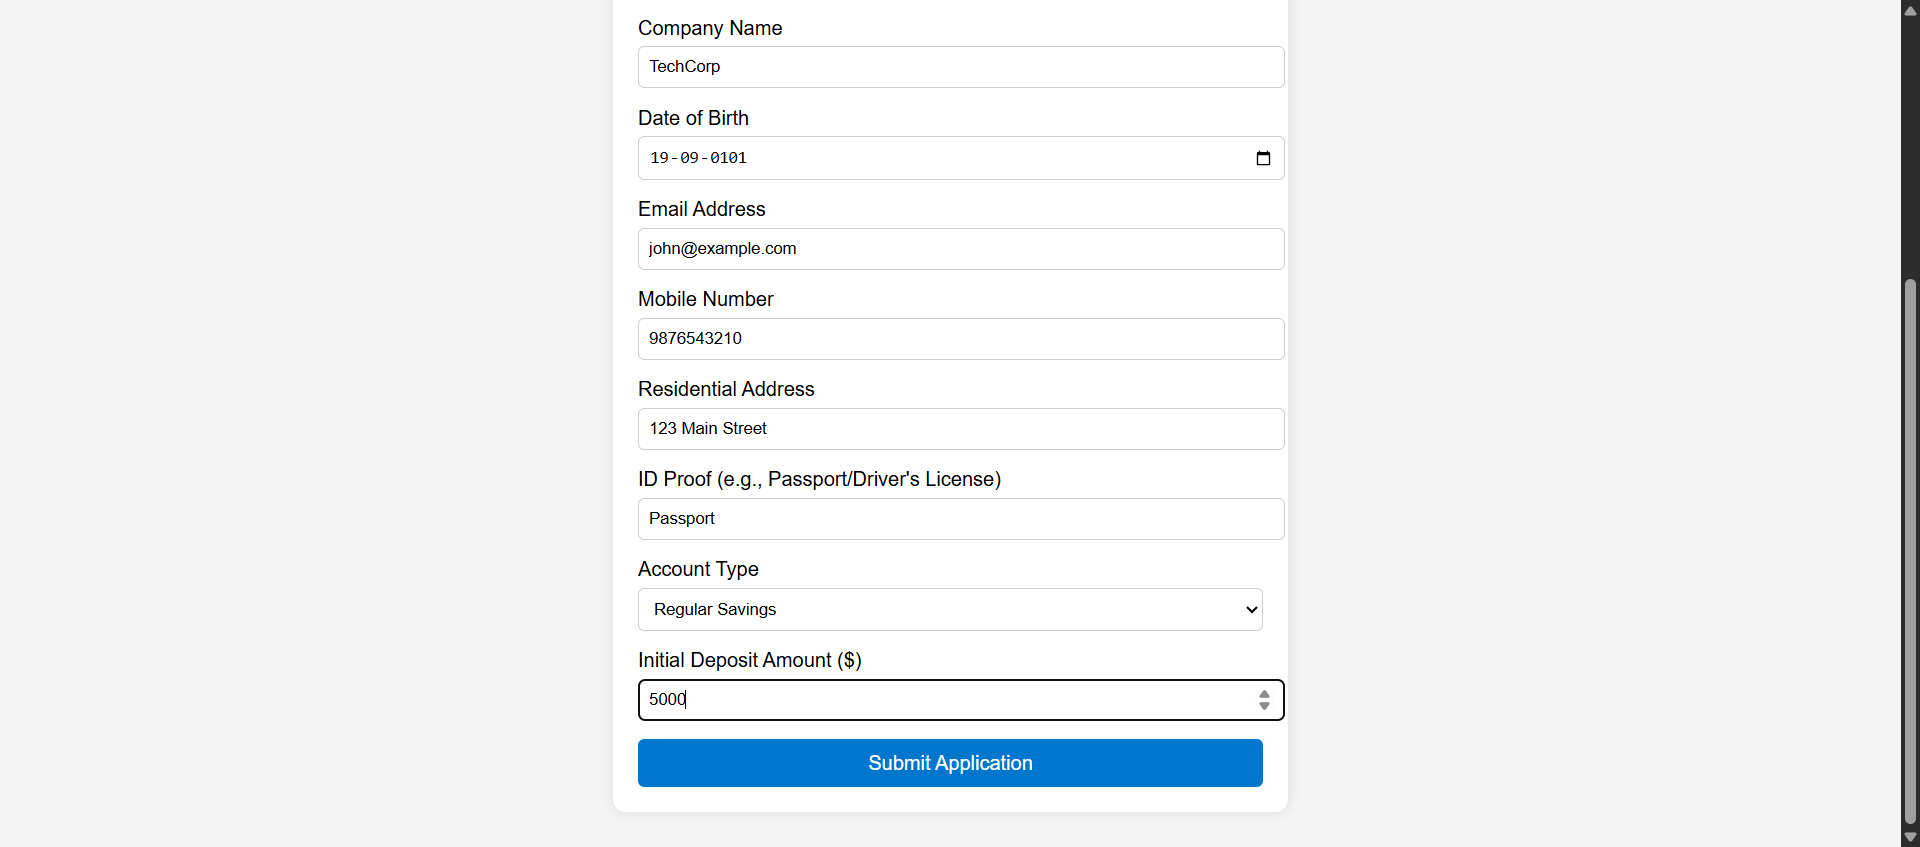 Company Name
TechCorp
Date of Birth
19-09-0101
Email Address
john@example.com
Mobile Number
9876543210
Residential Address
123 Main Street
ID Proof (e.g., Passport/Driver's License)
Passport
Account Type
Regular Savings
Initial Deposit Amount ($)
5000
Submit Application